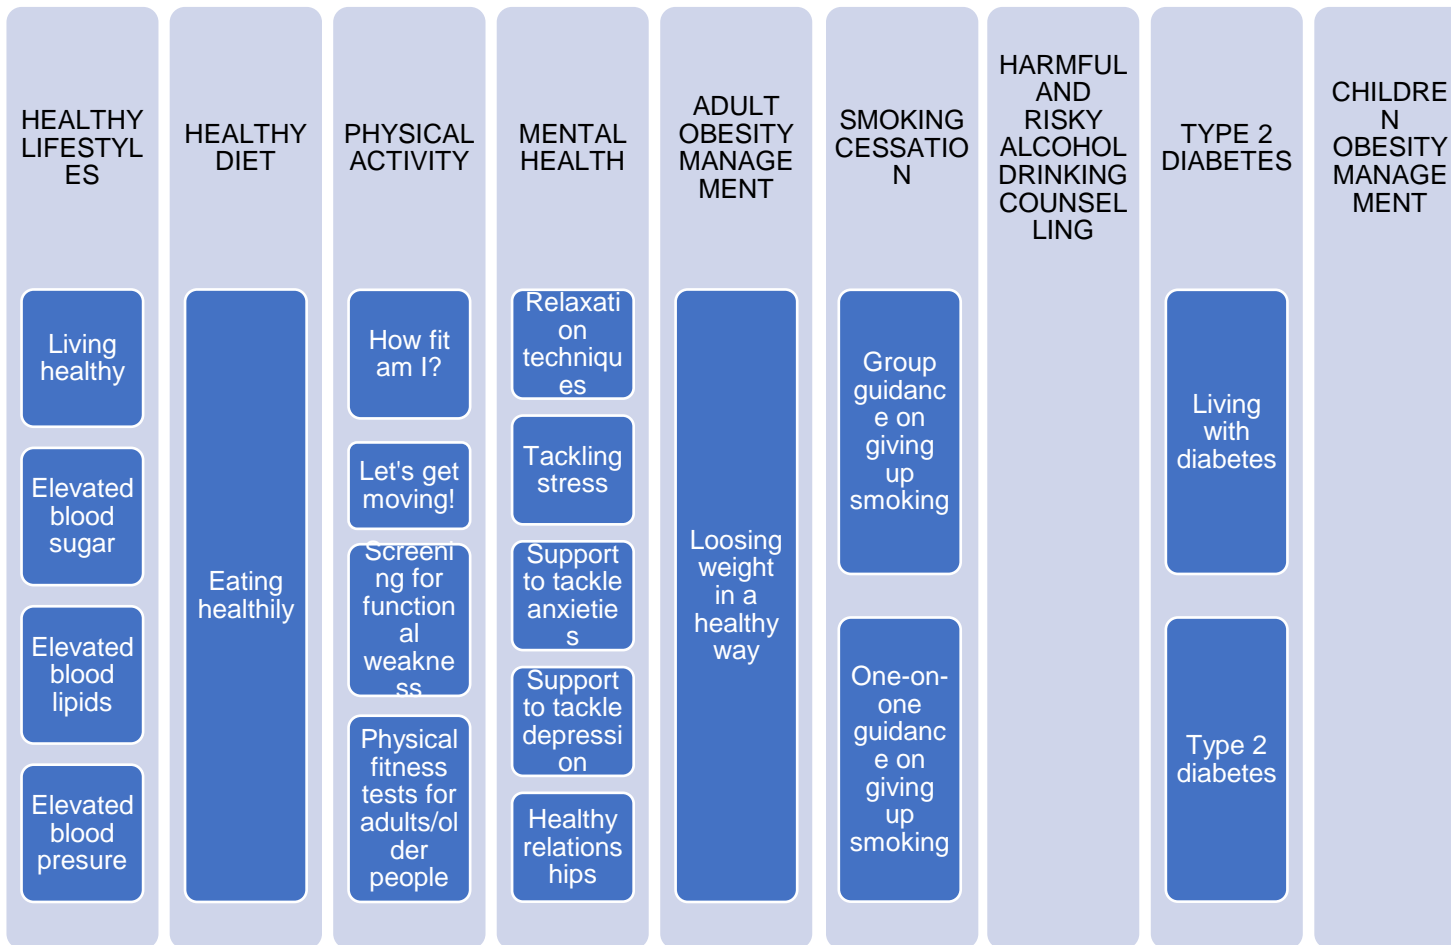 HEALTHY
LIFESTYL
ES
Living
healthy
Elevated
blood
sugar
Elevated
blood
lipids
Elevated
blood
presure
HEALTHY
DIET
Eating
healthily
PHYSICAL
ACTIVITY
How fit
am I?
Let's get
moving!
Screeni
ng for
function
al
weakne
ss
Physical
fitness
tests for
adults/ol
der
people
MENTAL
HEALTH
Relaxati
on
techniqu
es
Tackling
stress
Support
to tackle
anxietie
s
Support
to tackle
depressi
on
Healthy
relations
hips
ADULT
OBESITY
MANAGE
MENT
Loosing
weight
in a
healthy
way
SMOKING
CESSATIO
N
Group
guidanc
e on
giving
up
smoking
One-on-
one
guidanc
e on
giving
up
smoking
HARMFUL
AND
RISKY
ALCOHOL
DRINKING
COUNSEL
LING
TYPE 2
DIABETES
Living
with
diabetes
Type 2
diabetes
CHILDRE
N
OBESITY
MANAGE
MENT